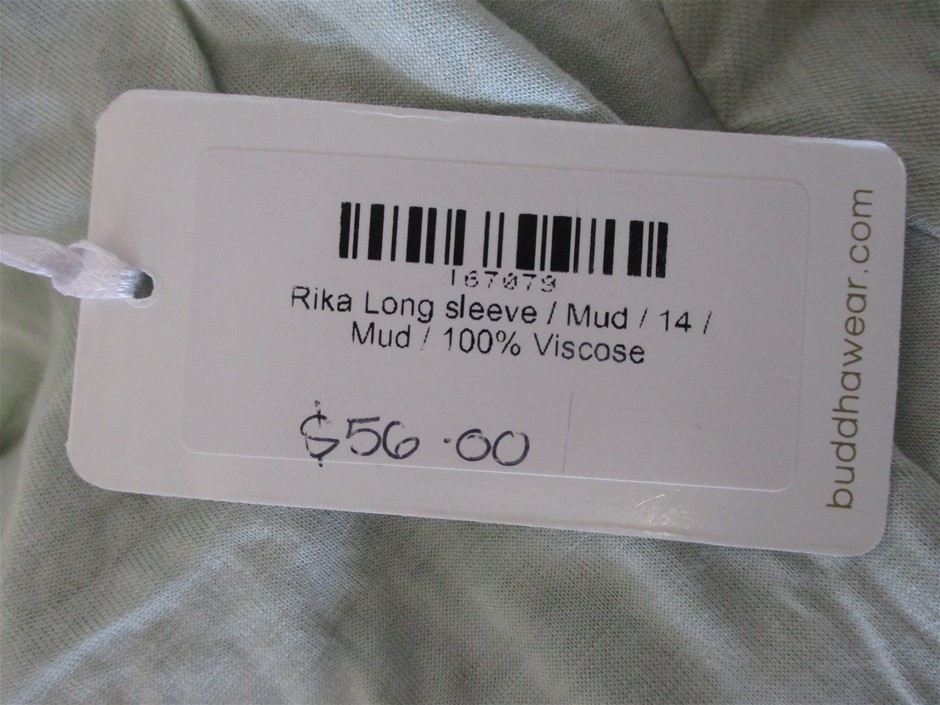 167079
Rika Long sleeve / Mud / 14 /
Mud / 100% Viscose
$56.00
buddhawear.com